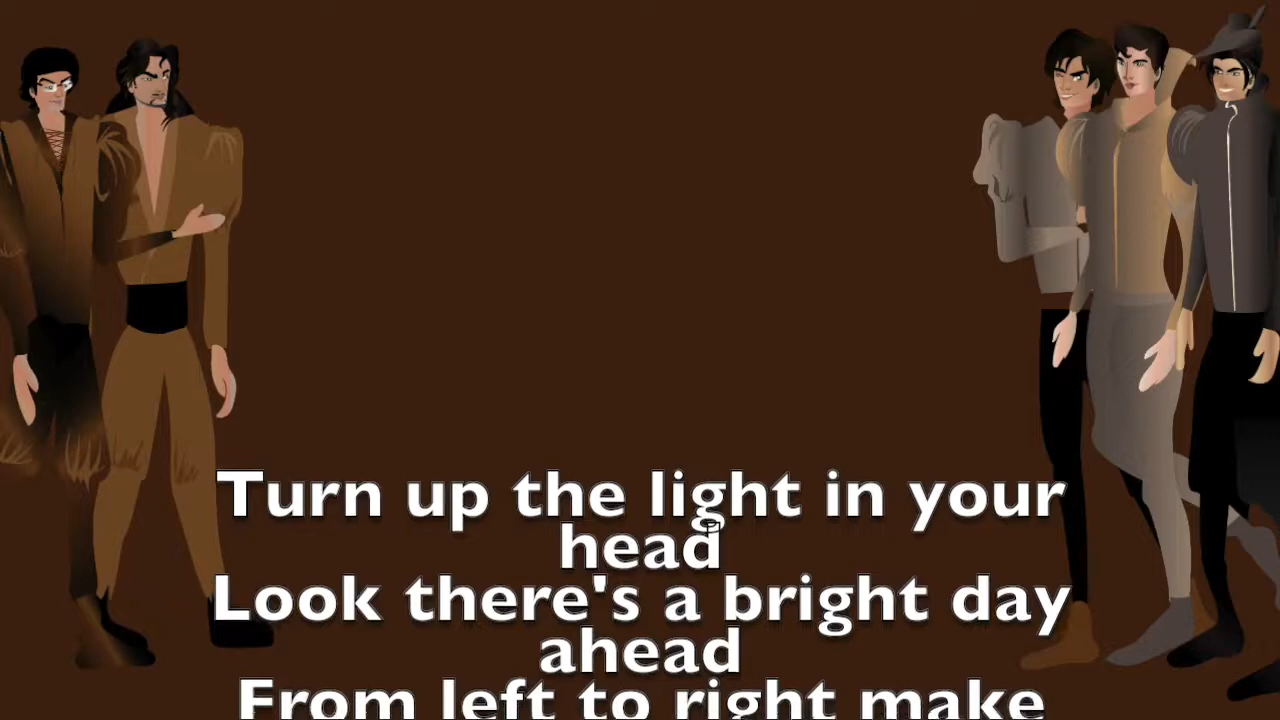 Turn up the light in your
head
Look there's a bright day
ahead
From left to right make